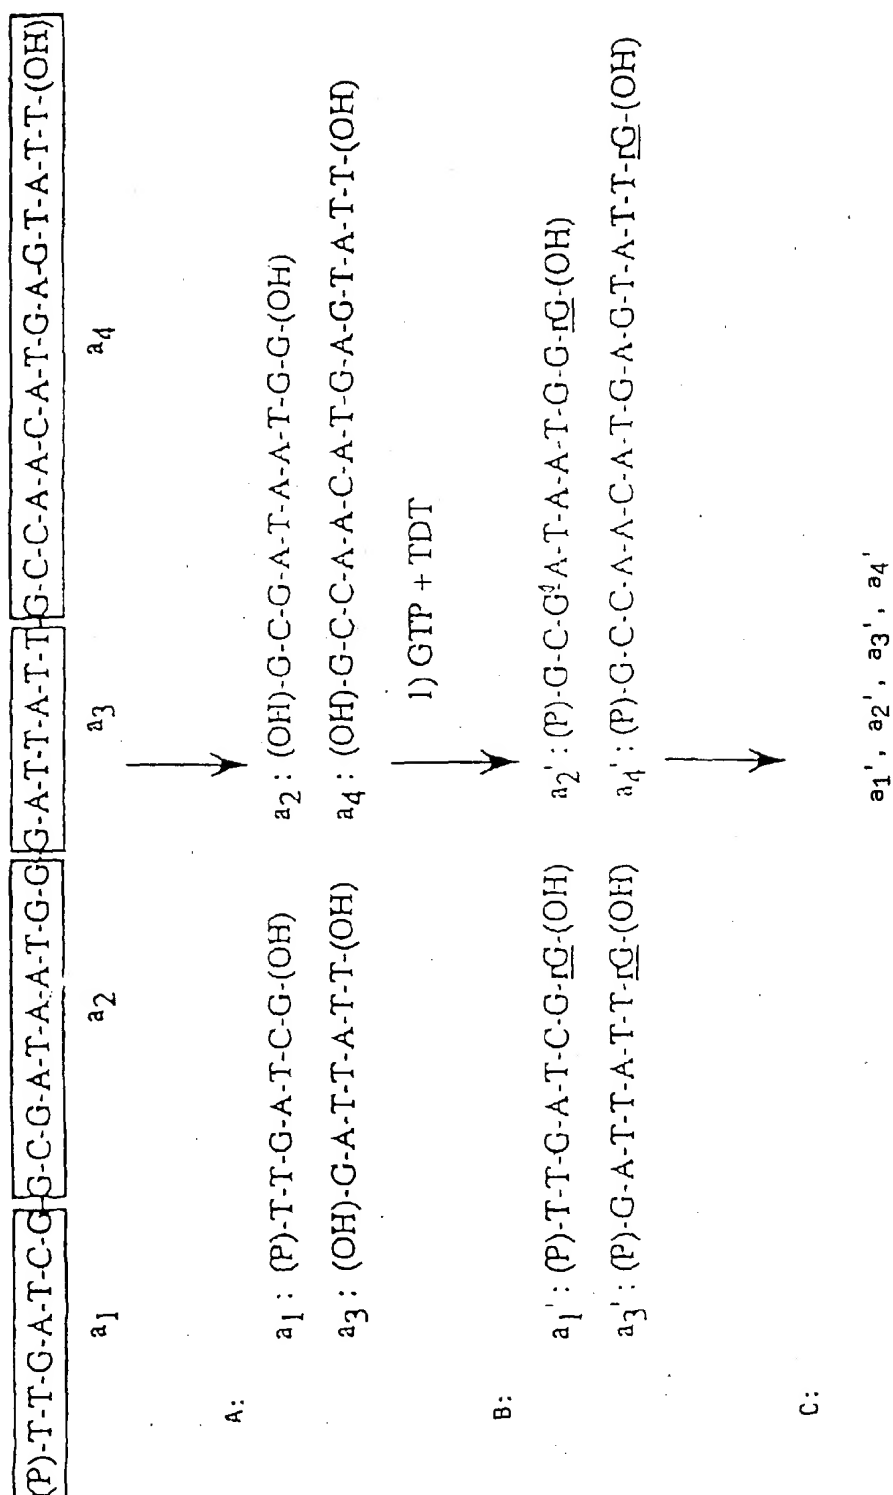 (P)-T-T-G-A-T-C-G G-C-G-A-T-A-A-T-G-G G-A-T-T-A-T-T G-C-C-A-A-C-A-T-G-A-G-T-A-T-T-(OH)
a1 a2 a3 a4
A:
a1 : (P)-T-T-G-A-T-C-G-(OH) a2 : (OH)-G-C-G-A-T-A-A-T-G-G-(OH)
a3 : (OH)-G-A-T-T-A-T-T-(OH) a4 : (OH)-G-C-C-A-A-C-A-T-G-A-G-T-A-T-T-(OH)
1) GTP + TDT
B:
a1' : (P)-T-T-G-A-T-C-G-rG-(OH) a2' : (P)-G-C-G-A-T-A-A-T-G-G-rG-(OH)
a3' : (P)-G-A-T-T-A-T-T-rG-(OH) a4' : (P)-G-C-C-A-A-C-A-T-G-A-G-T-A-T-T-rG-(OH)
C:
a1', a2', a3', a4'